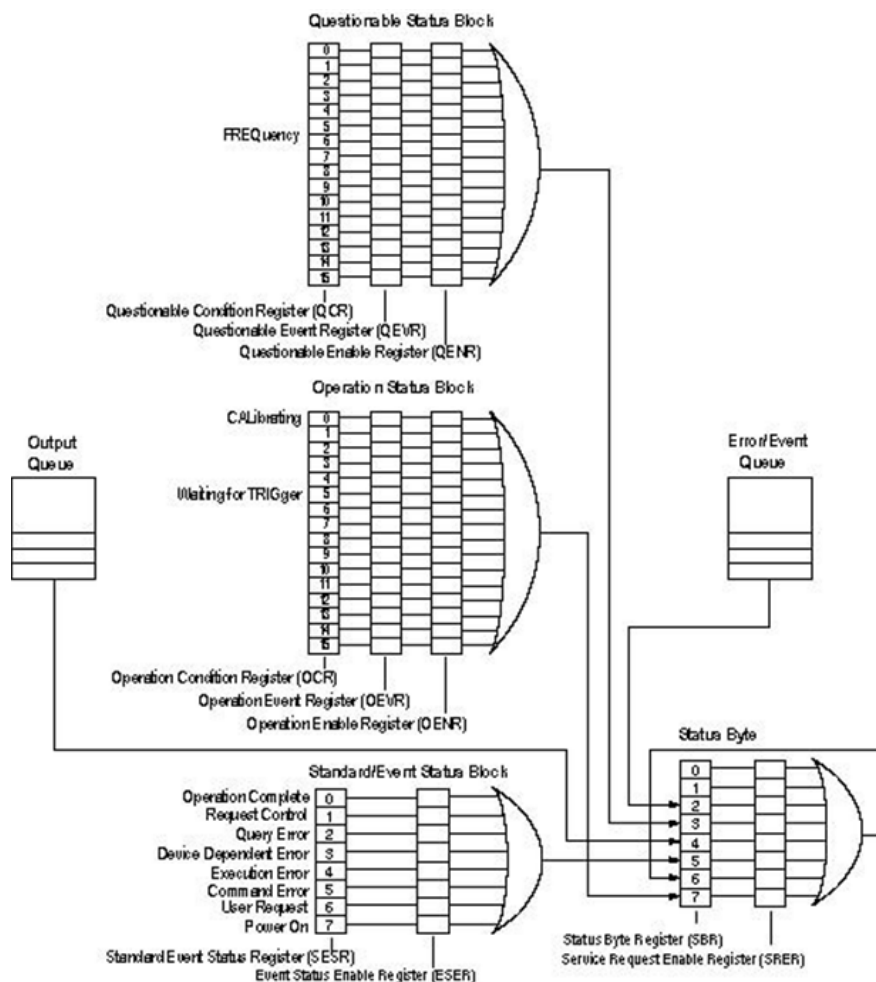 Questionable Status Block
0
1
2
3
4
5
FREQuency
6
7
8
9
10
11
12
13
14
15
Questionable Condition Register (QCR)
Questionable Event Register (QEVR)
Questionable Enable Register (QENR)
Operation Status Block
CALibrating
0
1
2
3
4
Waiting for TRIGger
5
6
7
8
9
10
11
12
13
14
15
Operation Condition Register (OCR)
Operation Event Register (OEVR)
Operation Enable Register (OENR)
Output
Queue
Error/Event
Queue
Standard/Event Status Block
Operation Complete 0
Request Control 1
Query Error 2
Device Dependent Error 3
Execution Error 4
Command Error 5
User Request 6
Power On 7
Standard Event Status Register (SESR)
Event Status Enable Register (ESER)
Status Byte
0
1
2
3
4
5
6
7
Status Byte Register (SBR)
Service Request Enable Register (SRER)